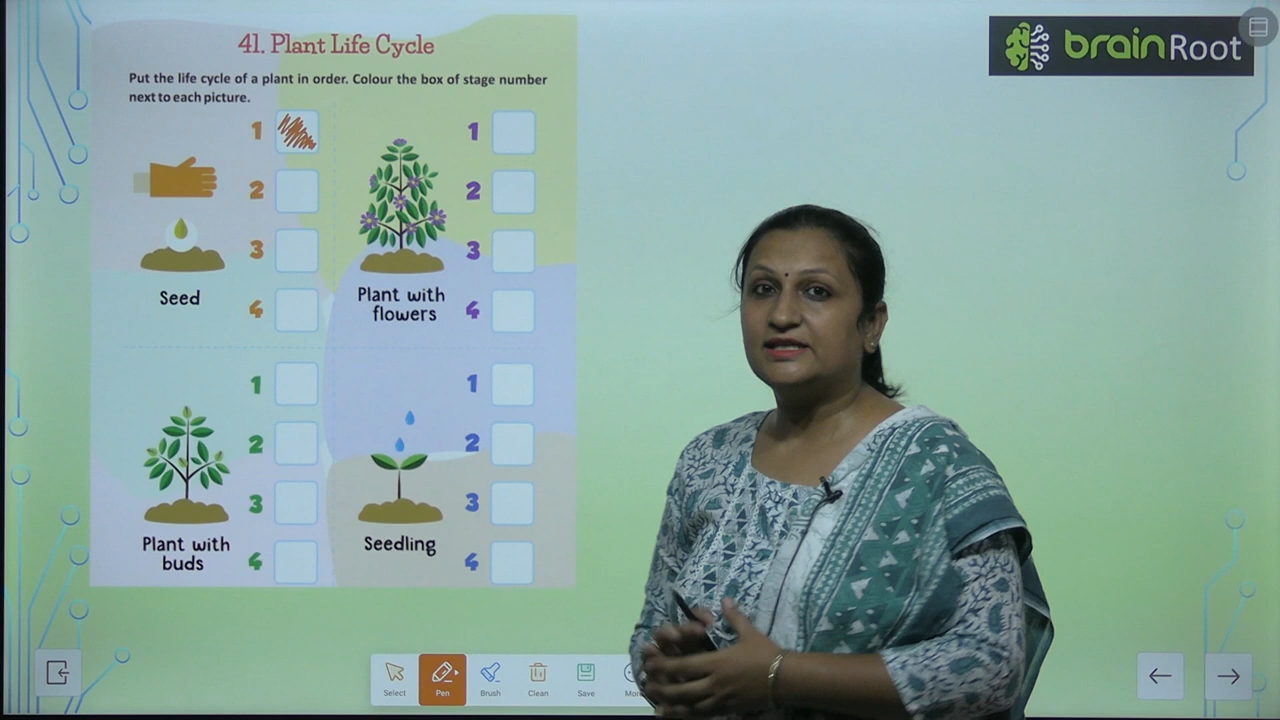 41. Plant Life Cycle
Put the life cycle of a plant in order. Colour the box of stage number
next to each picture.
1
2
3
4
Seed
1
2
3
4
Plant with
flowers
1
2
3
4
Plant with
buds
1
2
3
4
Seedling
brainRoot
Select
Pen
Brush
Clean
Save